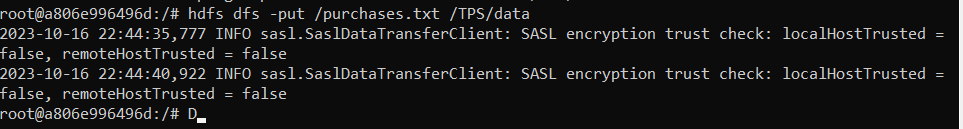 root@a806e996496d:/# hdfs dfs -put /purchases.txt /TPS/data
2023-10-16 22:44:35,777 INFO sasl.SaslDataTransferClient: SASL encryption trust check: localHostTrusted =
false, remoteHostTrusted = false
2023-10-16 22:44:40,922 INFO sasl.SaslDataTransferClient: SASL encryption trust check: localHostTrusted =
false, remoteHostTrusted = false
root@a806e996496d:/# D